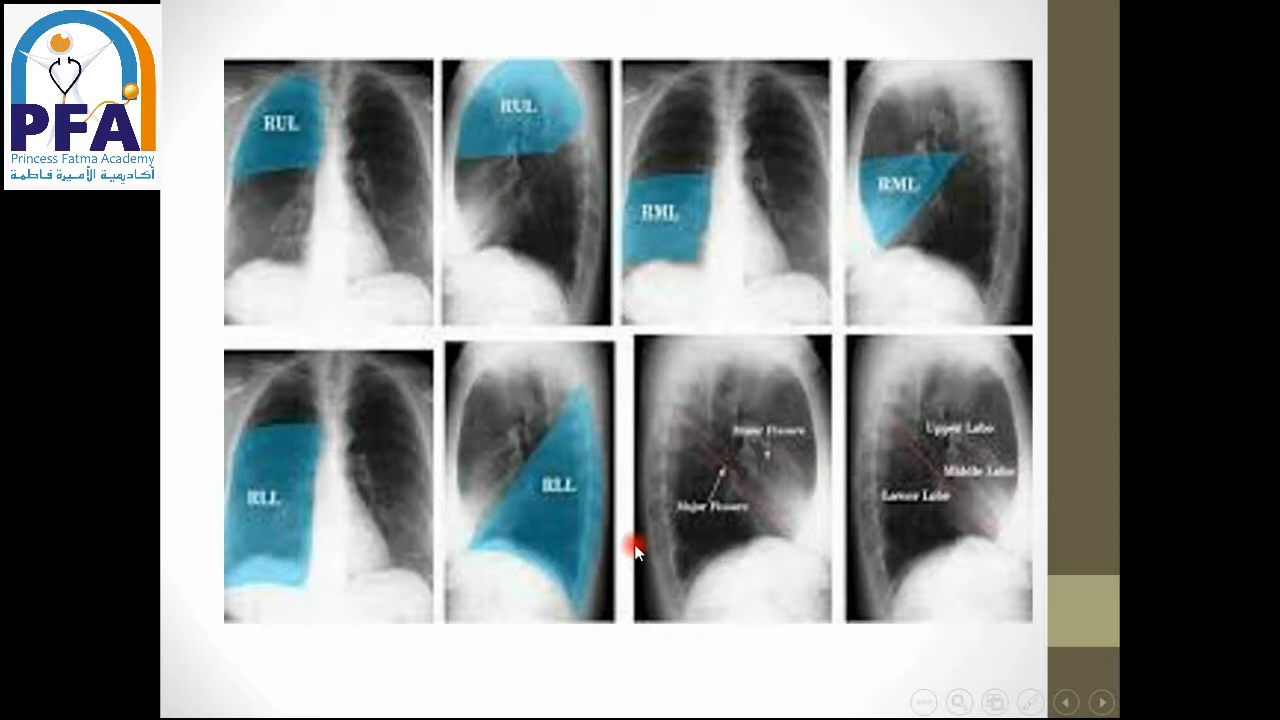 PFA
Princess Fatma Academy
أكاديمية الأميرة فاطمة
RUL
RUL
RML
RML
RLL
RLL
Major Fissure
Major Fissure
Upper Lobe
Middle Lobe
Lower Lobe